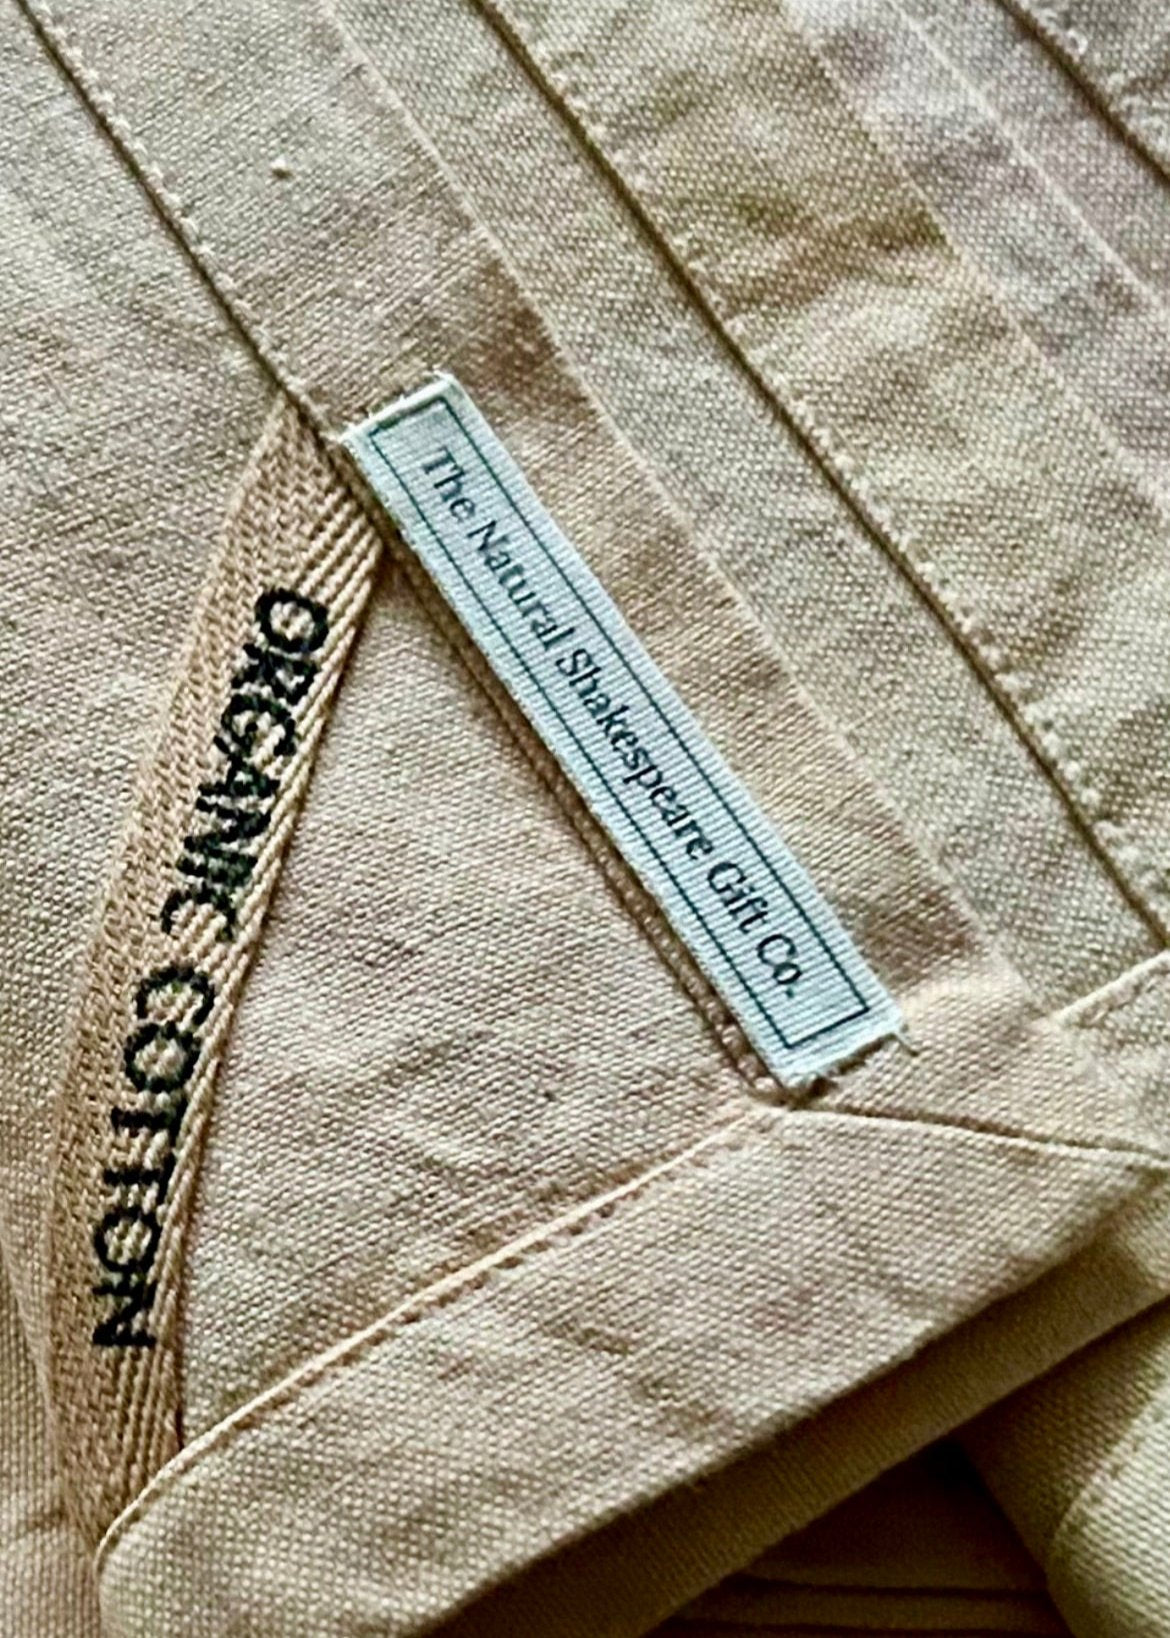 The Natural Shakespeare Gift Co.
ORGANIC COTTON